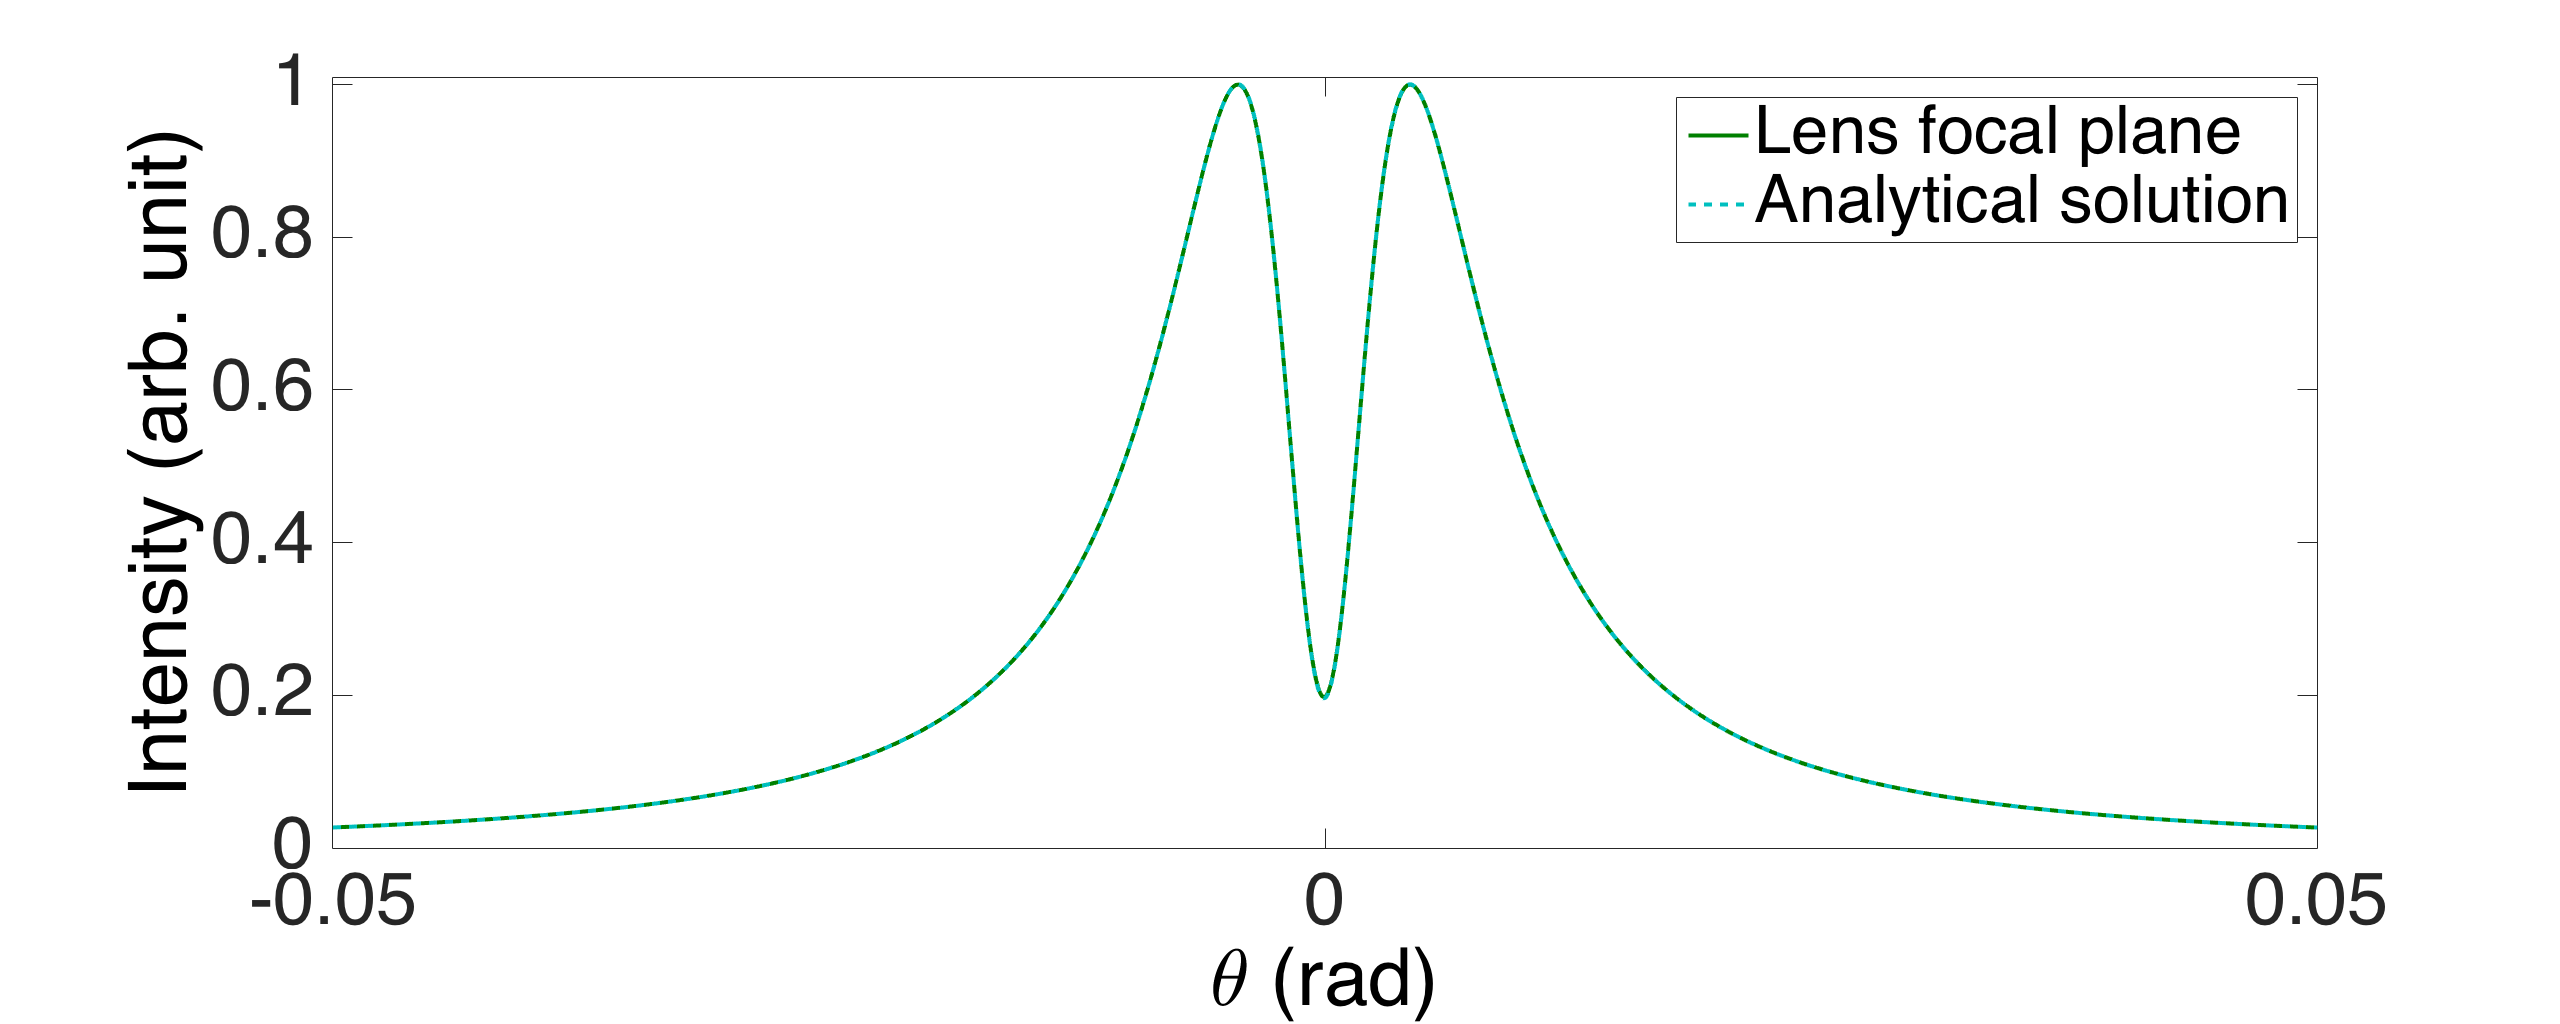 Intensity (arb. unit)
1
0.8
0.6
0.4
0.2
0
-0.05
0
0.05
θ (rad)
Lens focal plane
Analytical solution